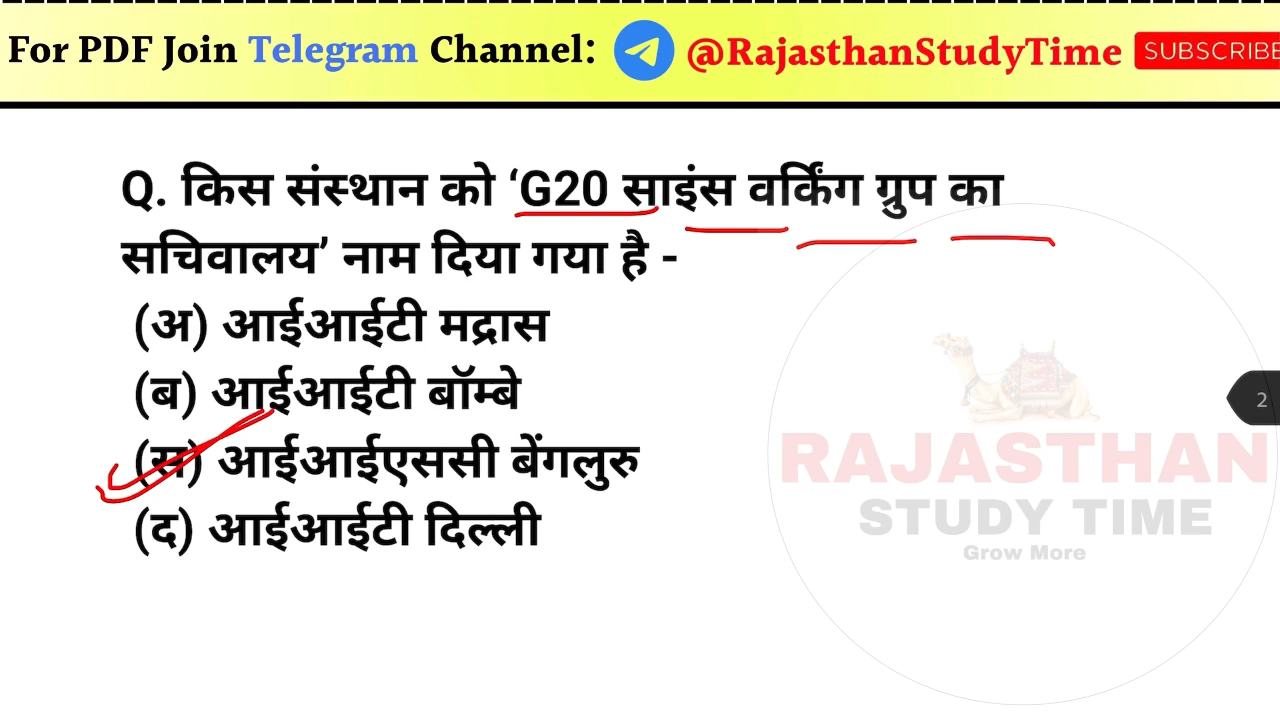 For PDF Join Telegram Channel: @RajasthanStudyTime SUBSCRIBE
Q. किस संस्थान को ‘G20 साइंस वर्किंग ग्रुप का
सचिवालय’ नाम दिया गया है -
(अ) आईआईटी मद्रास
(ब) आईआईटी बॉम्बे
(स) आईआईएससी बेंगलुरु
(द) आईआईटी दिल्ली
2
RAJASTHAN
STUDY TIME
Grow More